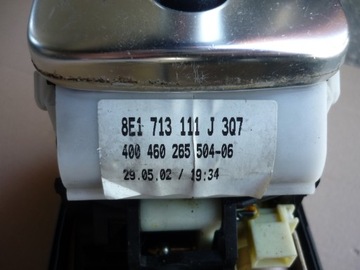 8E1 713 111 J 3Q7
400 460 265 504-06
29.05.02 / 19:34